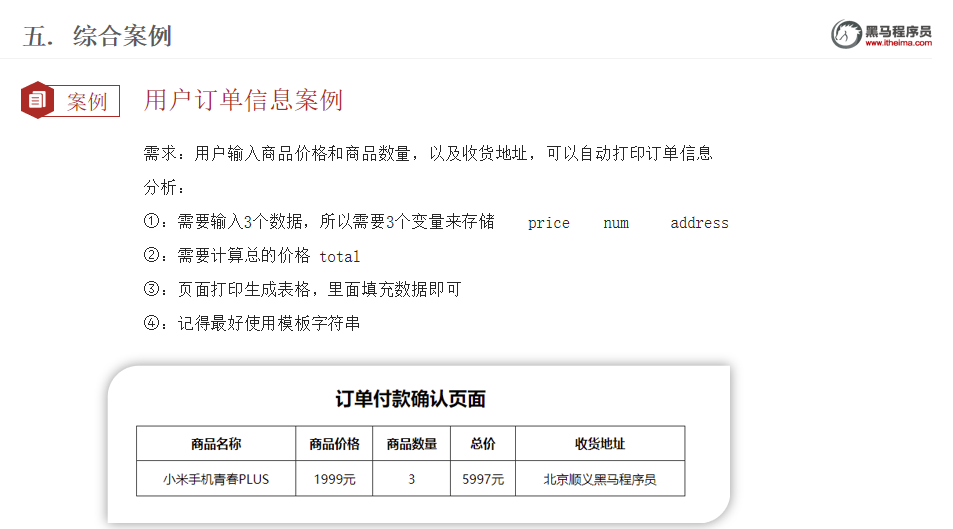 五. 综合案例
黑马程序员
www.itheima.com
案例
用户订单信息案例
需求：用户输入商品价格和商品数量，以及收货地址，可以自动打印订单信息
分析：
①：需要输入3个数据，所以需要3个变量来存储 price num address
②：需要计算总的价格 total
③：页面打印生成表格，里面填充数据即可
④：记得最好使用模板字符串
订单付款确认页面
商品名称 商品价格 商品数量 总价 收货地址
小米手机青春PLUS 1999元 3 5997元 北京顺义黑马程序员